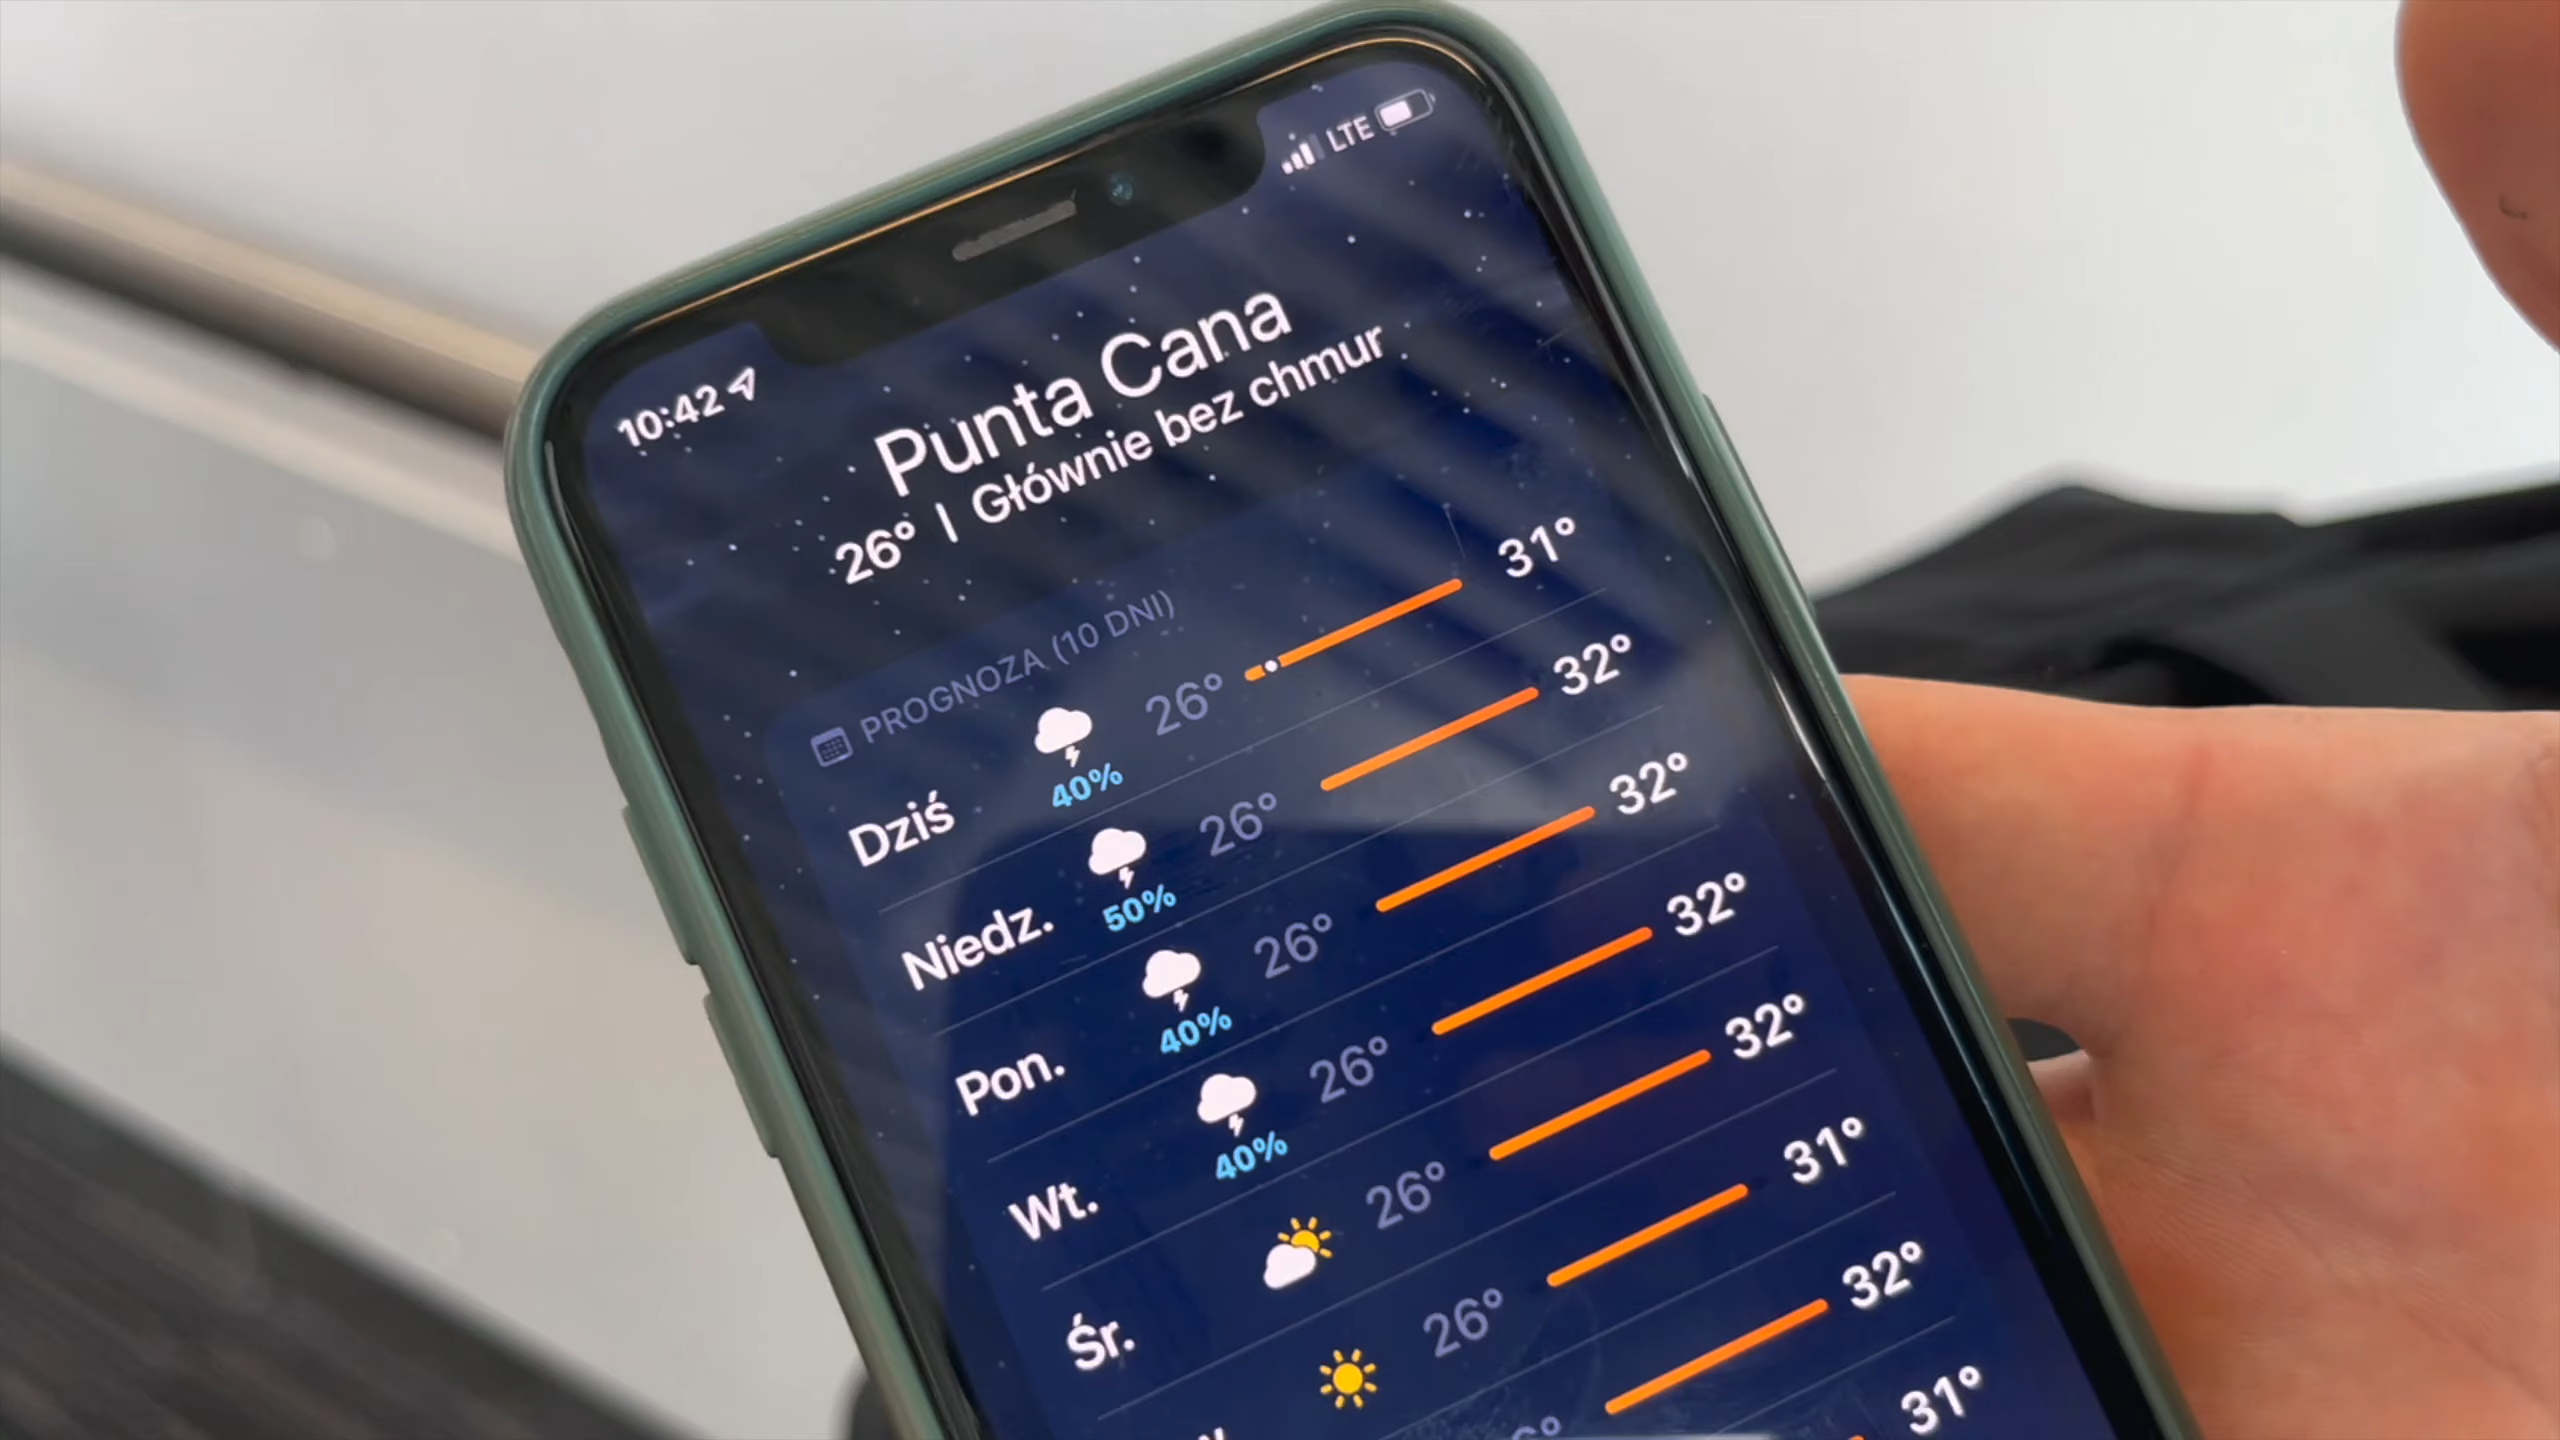 10:42
LTE
Punta Cana
26° | Głównie bez chmur
PROGNOZA (10 DNI)
Dziś 40% 26° 31°
Niedz. 50% 26° 32°
Pon. 40% 26° 32°
Wt. 40% 26° 32°
Śr. 26° 32°
26° 31°
32°
31°